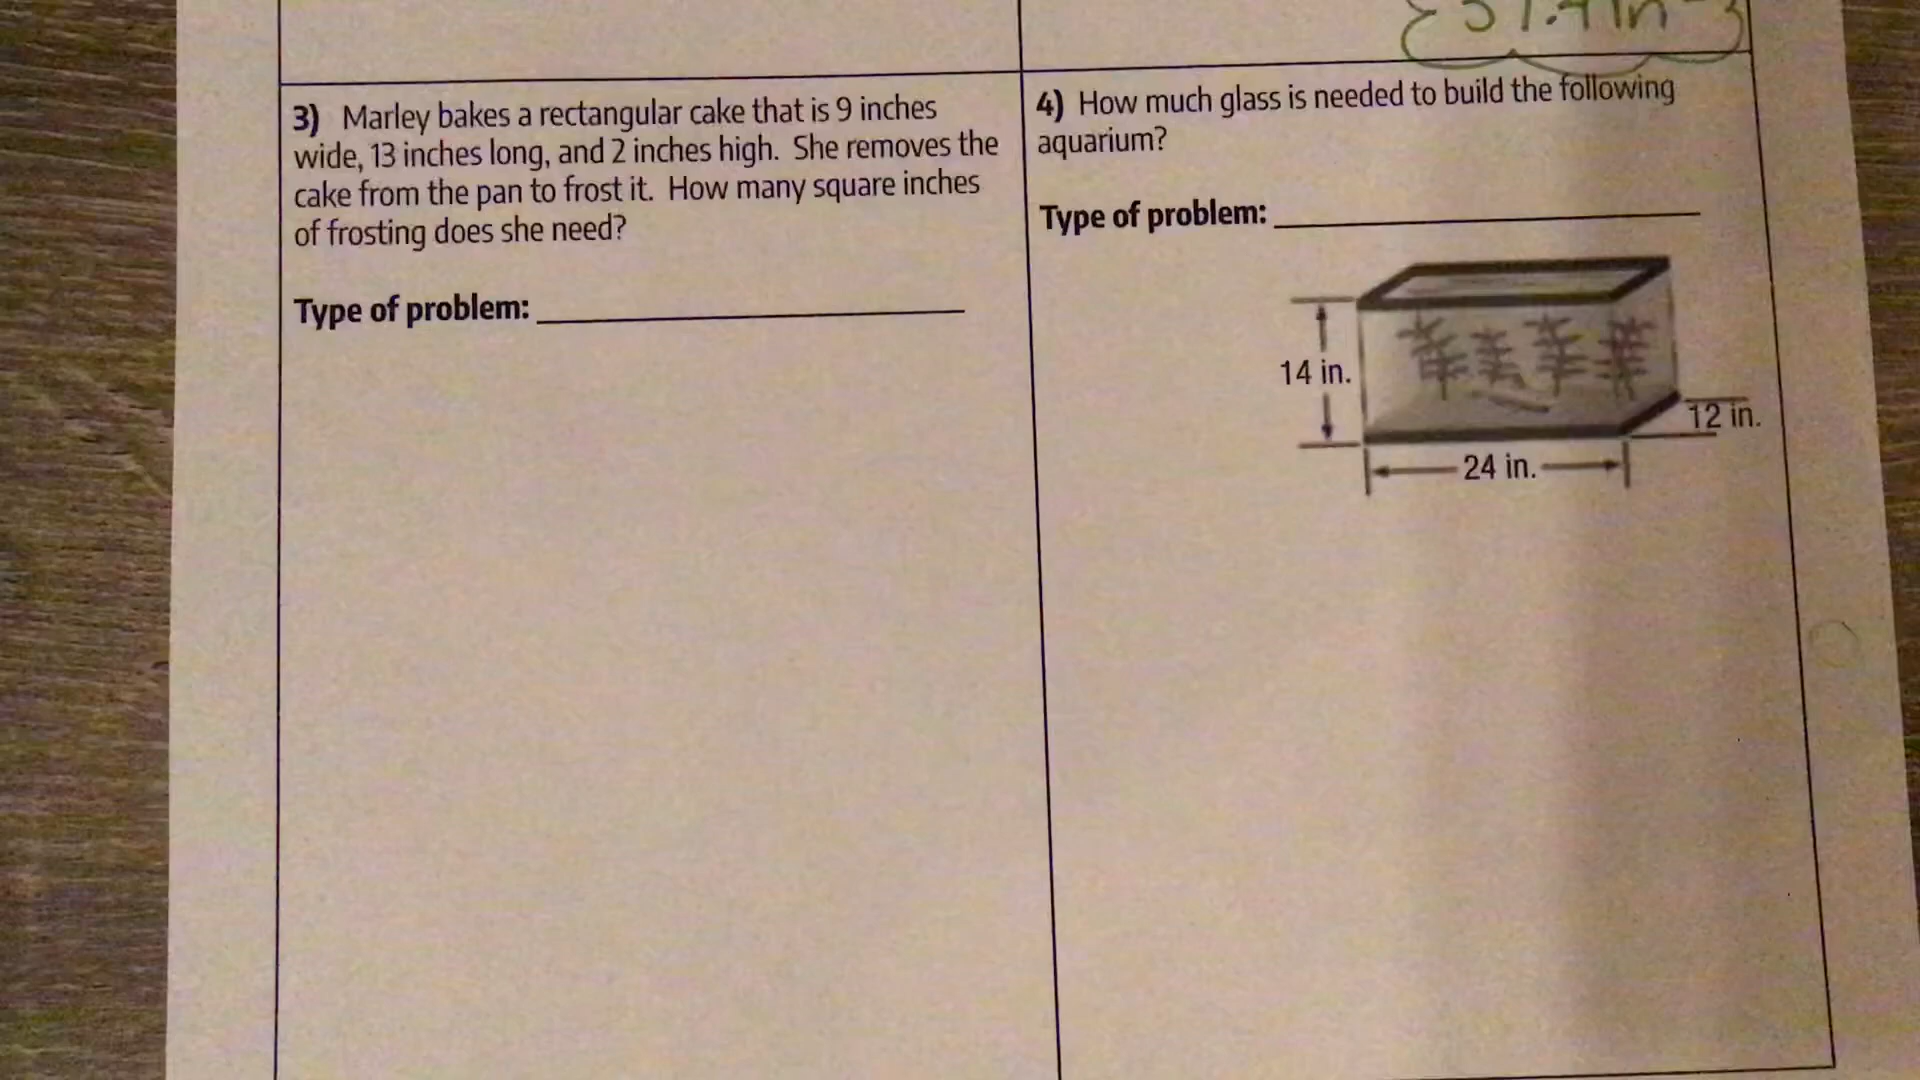 3) Marley bakes a rectangular cake that is 9 inches
wide, 13 inches long, and 2 inches high. She removes the
cake from the pan to frost it. How many square inches
of frosting does she need?
Type of problem:
4) How much glass is needed to build the following
aquarium?
Type of problem:
14 in.
12 in.
24 in.